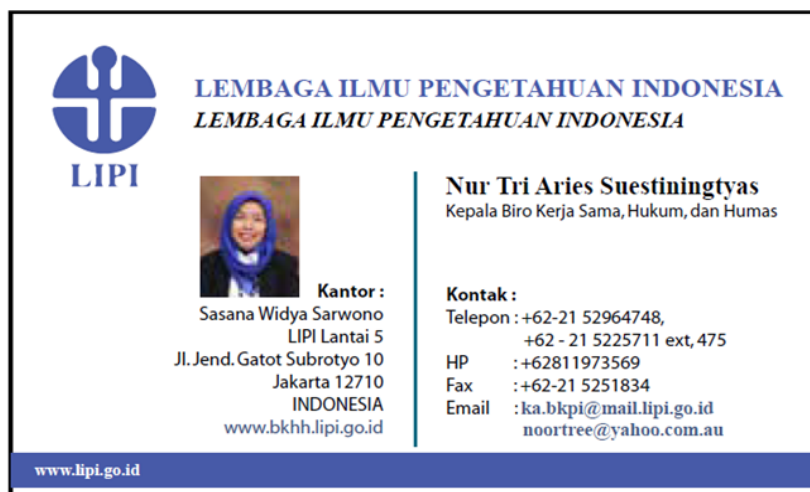 LIPI
LEMBAGA ILMU PENGETAHUAN INDONESIA
LEMBAGA ILMU PENGETAHUAN INDONESIA
Kantor :
Sasana Widya Sarwono
LIPI Lantai 5
Jl. Jend. Gatot Subrotyo 10
Jakarta 12710
INDONESIA
www.bkhh.lipi.go.id
Nur Tri Aries Suestiningtyas
Kepala Biro Kerja Sama, Hukum, dan Humas
Kontak :
Telepon : +62-21 52964748,
+62 - 21 5225711 ext, 475
HP : +62811973569
Fax : +62-21 5251834
Email : ka.bkpi@mail.lipi.go.id
noortree@yahoo.com.au
www.lipi.go.id